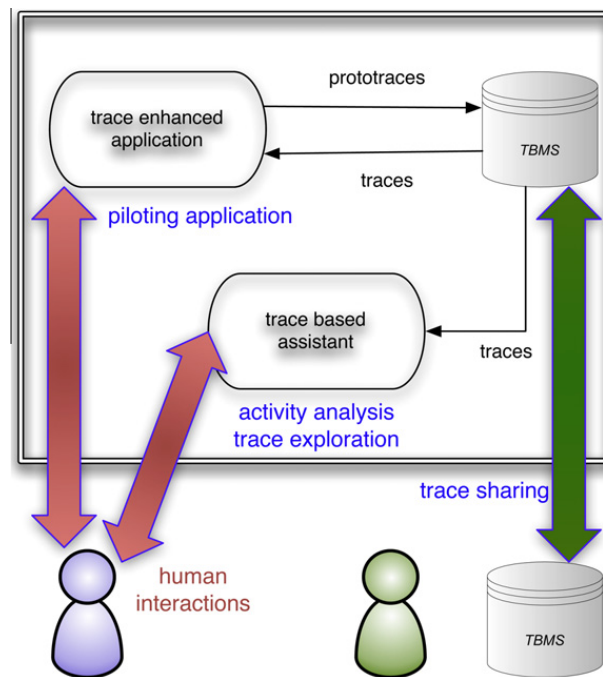 prototraces
trace enhanced
application
TBMS
traces
piloting application
trace based
assistant
traces
activity analysis
trace exploration
trace sharing
human
interactions
TBMS